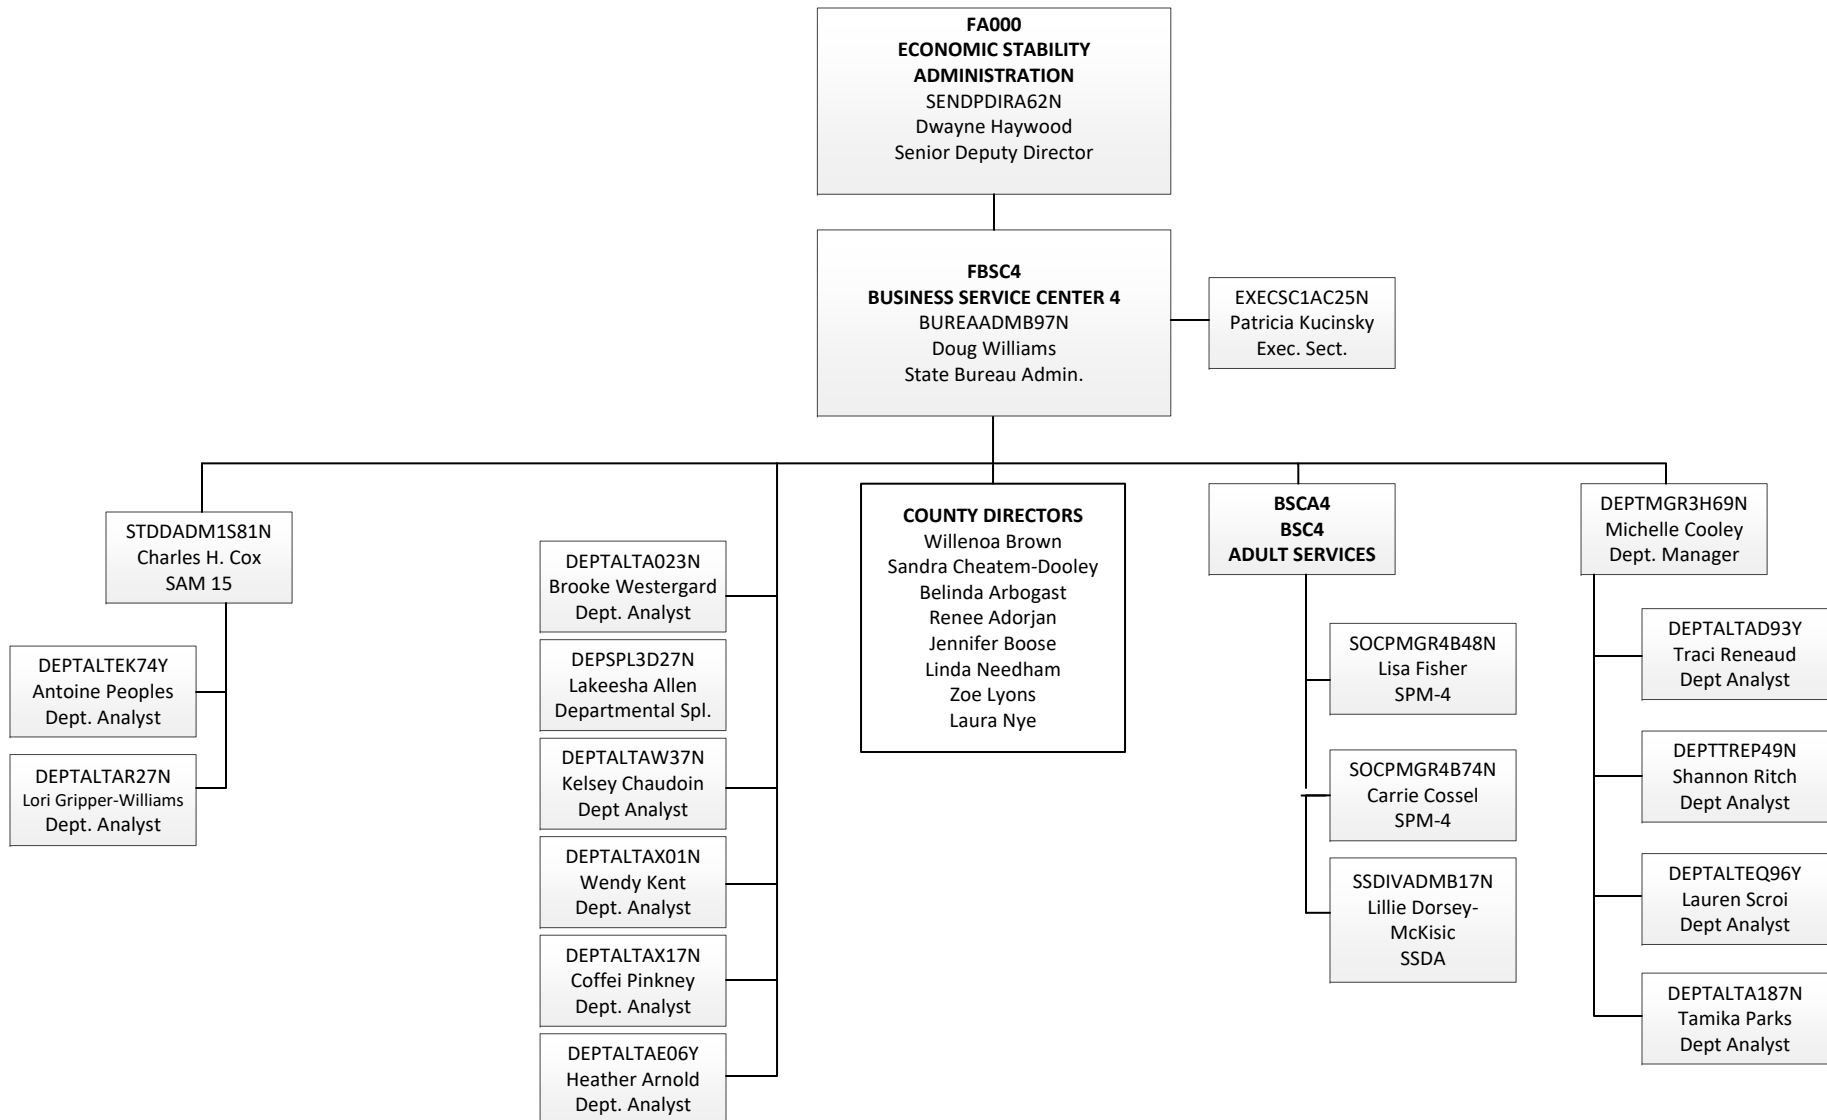 FA000
ECONOMIC STABILITY
ADMINISTRATION
SENDPDIRA62N
Dwayne Haywood
Senior Deputy Director
FBSC4
BUSINESS SERVICE CENTER 4
BUREAADMB97N
Doug Williams
State Bureau Admin.
EXECSC1AC25N
Patricia Kucinsky
Exec. Sect.
STDDADM1S81N
Charles H. Cox
SAM 15
DEPTALTEK74Y
Antoine Peoples
Dept. Analyst
DEPTALTAR27N
Lori Gripper-Williams
Dept. Analyst
DEPTALTA023N
Brooke Westergard
Dept. Analyst
DEPSPL3D27N
Lakeesha Allen
Departmental Spl.
DEPTALTAW37N
Kelsey Chaudoin
Dept Analyst
DEPTALTAX01N
Wendy Kent
Dept. Analyst
DEPTALTAX17N
Coffei Pinkney
Dept. Analyst
DEPTALTAE06Y
Heather Arnold
Dept. Analyst
COUNTY DIRECTORS
Willenoa Brown
Sandra Cheatem-Dooley
Belinda Arbogast
Renee Adorjan
Jennifer Boose
Linda Needham
Zoe Lyons
Laura Nye
BSCA4
BSC4
ADULT SERVICES
SOCPMGR4B48N
Lisa Fisher
SPM-4
SOCPMGR4B74N
Carrie Cossel
SPM-4
SSDIVADMB17N
Lillie Dorsey-
McKisic
SSDA
DEPTMGR3H69N
Michelle Cooley
Dept. Manager
DEPTALTAD93Y
Traci Reneaud
Dept Analyst
DEPTTREP49N
Shannon Ritch
Dept Analyst
DEPTALTEQ96Y
Lauren Scroi
Dept Analyst
DEPTALTA187N
Tamika Parks
Dept Analyst